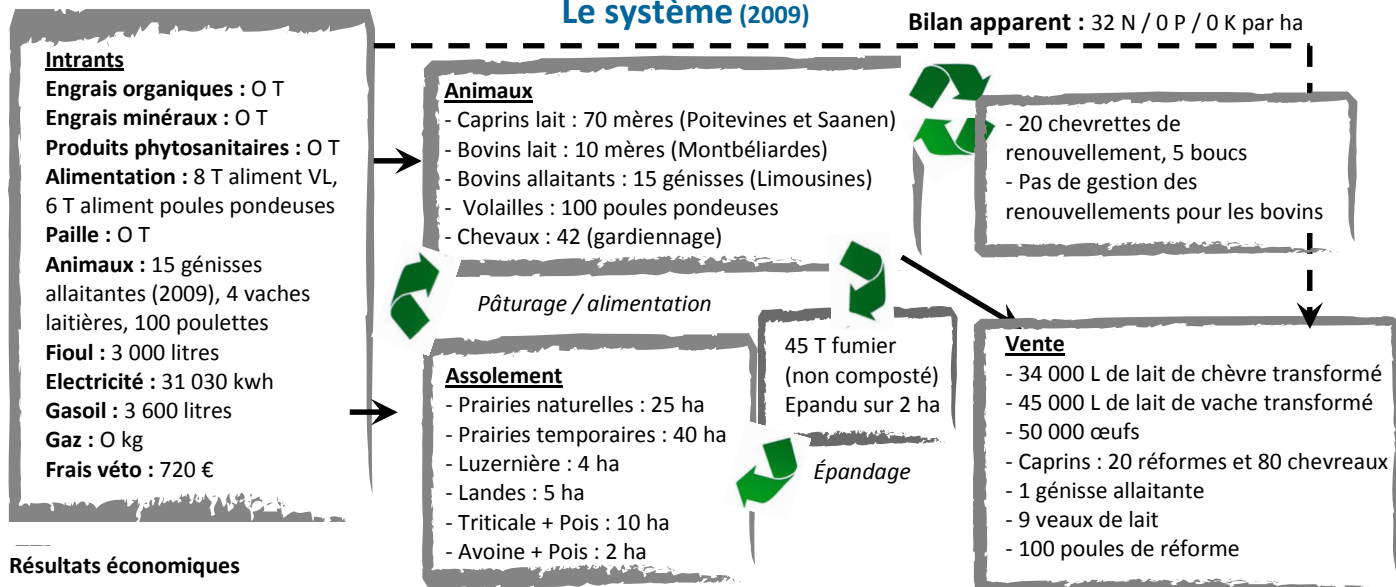 Le système (2009)
Bilan apparent : 32 N / 0 P / 0 K par ha
Intrants
Engrais organiques : O T
Engrais minéraux : O T
Produits phytosanitaires : O T
Alimentation : 8 T aliment VL,
6 T aliment poules pondeuses
Paille : O T
Animaux : 15 génisses
allaitantes (2009), 4 vaches
laitières, 100 poulettes
Fioul : 3 000 litres
Electricité : 31 030 kwh
Gasoil : 3 600 litres
Gaz : O kg
Frais véto : 720 €
Animaux
- Caprins lait : 70 mères (Poitevines et Saanen)
- Bovins lait : 10 mères (Montbéliardes)
- Bovins allaitants : 15 génisses (Limousines)
- Volailles : 100 poules pondeuses
- Chevaux : 42 (gardiennage)
- 20 chevrettes de
renouvellement, 5 boucs
- Pas de gestion des
renouvellements pour les bovins
Pâturage / alimentation
45 T fumier
(non composté)
Epandu sur 2 ha
Épandage
Assolement
- Prairies naturelles : 25 ha
- Prairies temporaires : 40 ha
- Luzernière : 4 ha
- Landes : 5 ha
- Triticale + Pois : 10 ha
- Avoine + Pois : 2 ha
Vente
- 34 000 L de lait de chèvre transformé
- 45 000 L de lait de vache transformé
- 50 000 œufs
- Caprins : 20 réformes et 80 chevreaux
- 1 génisse allaitante
- 9 veaux de lait
- 100 poules de réforme
Résultats économiques